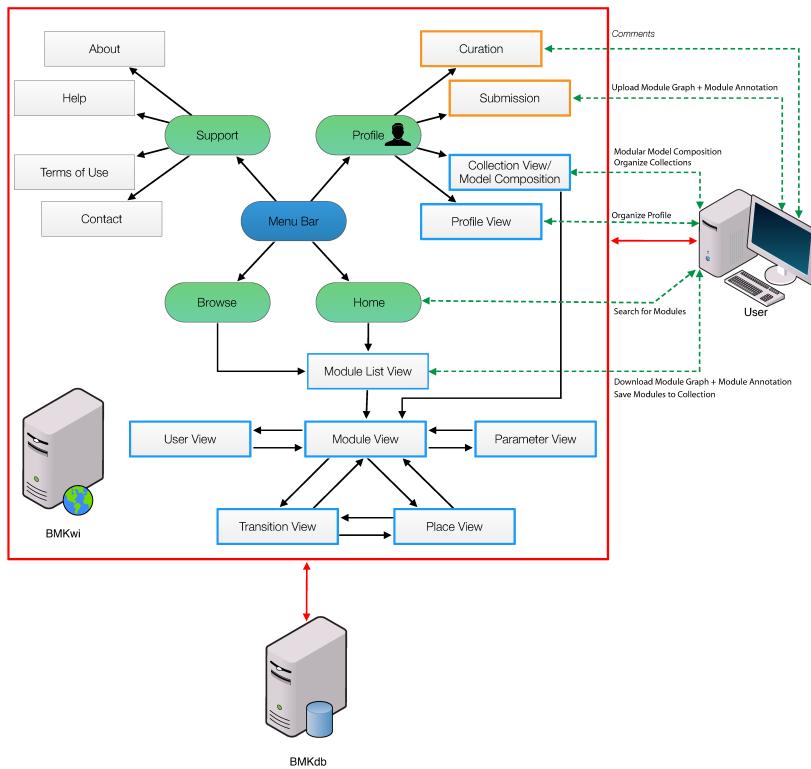 Comments
About
Curation
Help
Submission
Upload Module Graph + Module Annotation
Support
Profile
Modular Model Composition
Organize Collections
Terms of Use
Collection View/
Model Composition
Contact
Menu Bar
Profile View
Organize Profile
Browse
Home
Search for Modules
User
Module List View
Download Module Graph + Module Annotation
Save Modules to Collection
User View
Module View
Parameter View
Transition View
Place View
BMKwi
BMKdb